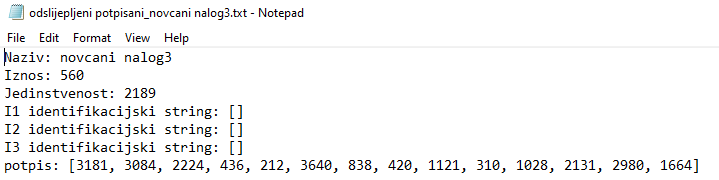 odslijepljeni potpisani_novcani nalog3.txt - Notepad
File Edit Format View Help
Naziv: novcani nalog3
Iznos: 560
Jedinstvenost: 2189
I1 identifikacijski string: []
I2 identifikacijski string: []
I3 identifikacijski string: []
potpis: [3181, 3084, 2224, 436, 212, 3640, 838, 420, 1121, 310, 1028, 2131, 2980, 1664]